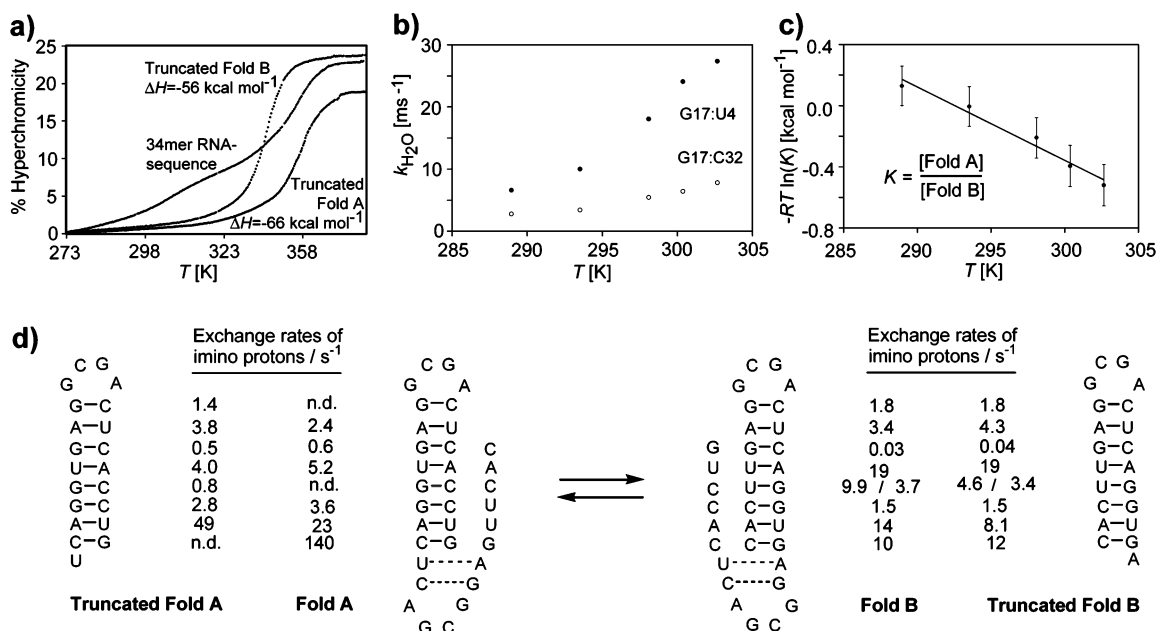 a)
25
20
15
10
5
0
% Hyperchromicity
Truncated Fold B
ΔH=-56 kcal mol⁻¹
34mer RNA-
sequence
Truncated
Fold A
ΔH=-66 kcal mol⁻¹
273 298 323 358
T [K]
b)
30
20
10
0
k_H₂O [ms⁻¹]
G17:U4
G17:C32
285 290 295 300 305
T [K]
c)
0.4
0.0
-0.4
-0.8
-RT ln(K) [kcal mol⁻¹]
K = [Fold A]
[Fold B]
285 295 300 305
T [K]
d)
C G
G A
G–C
A–U
G–C
U–A
G–C
G–C
A–U
C–G
U
Truncated Fold A
Exchange rates of
imino protons / s⁻¹
1.4 n.d.
3.8 2.4
0.5 0.6
4.0 5.2
0.8 n.d.
2.8 3.6
49 23
n.d. 140
Fold A
C G
G A
G–C
A–U
G–C C
U–A A
G–C C
G–C U
A–U U
C–G G
U-----A
C-----G
A G
G C
C G
G A
G–C
A–U
G G–C
U U–A
C U–G
C C–G
A A–U
C C–G
U-----A
C-----G
A G
G C
Exchange rates of
imino protons / s⁻¹
1.8 1.8
3.4 4.3
0.03 0.04
19 19
9.9 / 3.7 4.6 / 3.4
1.5 1.5
14 8.1
10 12
Fold B
C G
G A
G–C
A–U
G–C
U–A
U–G
C–G
A–U
C–G
A
Truncated Fold B